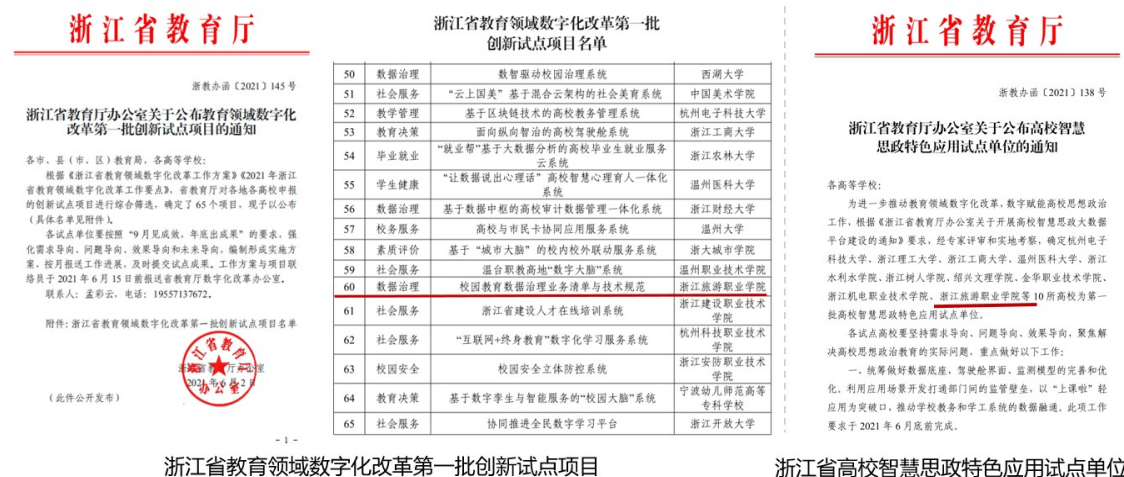 浙江省教育厅
浙教办函〔2021〕145号
浙江省教育厅办公室关于公布教育领域数字化
改革第一批创新试点项目的通知
各市、县（市、区）教育局，各高等学校：
根据《浙江省教育领域数字化改革工作方案》《2021年浙江
省教育领域数字化改革工作要点》，省教育厅对各地各高校申报
的创新试点项目进行综合筛选，确定了65个项目，现予以公布
（具体名单见附件）。
各试点单位要按照“9月见成效，年底出成果”的要求，强
化需求导向、问题导向、效果导向和未来导向，编制形成实施方
案，按月报送工作进展，及时提交试点成果。工作方案与项目联
络员于2021年6月15日前报送省教育厅数字化改革办公室。
联系人：孟彩云，电话：19557137672。
附件：浙江省教育领域数字化改革第一批创新试点项目名单
浙江省教育厅办公室
2021年6月2日
（此件公开发布）
- 1 -
浙江省教育领域数字化改革第一批
创新试点项目名单
50 数据治理 数智驱动校园治理系统 西湖大学
51 社会服务 “云上国美”基于混合云架构的社会美育系统 中国美术学院
52 教学管理 基于区块链技术的高校教务管理系统 杭州电子科技大学
53 教育决策 面向纵向智治的高校驾驶舱系统 浙江工商大学
54 毕业就业 “就业帮”基于大数据分析的高校毕业生就业服务
云系统 浙江农林大学
55 学生健康 “让数据说出心理话”高校智慧心理育人一体化
系统 温州医科大学
56 数据治理 基于数据中枢的高校审计数据管理一体化系统 浙江财经大学
57 校务服务 高校与市民卡协同应用服务系统 温州大学
58 素质评价 基于“城市大脑”的校内校外联动服务系统 浙大城市学院
59 社会服务 温台职教高地“数字大脑”系统 温州职业技术学院
60 数据治理 校园教育数据治理业务清单与技术规范 浙江旅游职业学院
61 社会服务 浙江省建设人才在线培训系统 浙江建设职业技术
学院
62 社会服务 “互联网+终身教育”数字化学习服务系统 杭州科技职业技术
学院
63 校园安全 校园安全立体防控系统 浙江安防职业技术
学院
64 教育决策 基于数字孪生与智能服务的“校园大脑”系统 宁波幼儿师范高等
专科学校
65 社会服务 协同推进全民数字学习平台 浙江开放大学
浙江省教育厅
浙教办函〔2021〕138号
浙江省教育厅办公室关于公布高校智慧
思政特色应用试点单位的通知
各高等学校：
为进一步推动教育领域数字化改革，数字赋能高校思想政治
工作，根据《浙江省教育厅办公室关于开展高校智慧思政大数据
平台建设的通知》要求，经专家评审和实地考察，确定杭州电子
科技大学、浙江理工大学、浙江工商大学、温州医科大学、浙江
水利水电学院、浙江树人学院、绍兴文理学院、金华职业技术学院、
浙江机电职业技术学院、浙江旅游职业学院等10所高校为第一
批高校智慧思政特色应用试点单位。
各试点高校要坚持需求导向、问题导向、效果导向，聚焦解
决高校思想政治教育的实际问题，重点做好以下工作：
一、统筹做好数据底座，驾驶舱界面、监测模型的完善和优
化、利用应用场景开发打通部门间的监管壁垒，以“上课啦”轻
应用为突破口，推动学校教务和学工系统的数据融通。此项工作
要求于2021年6月底前完成。
浙江省教育领域数字化改革第一批创新试点项目
浙江省高校智慧思政特色应用试点单位